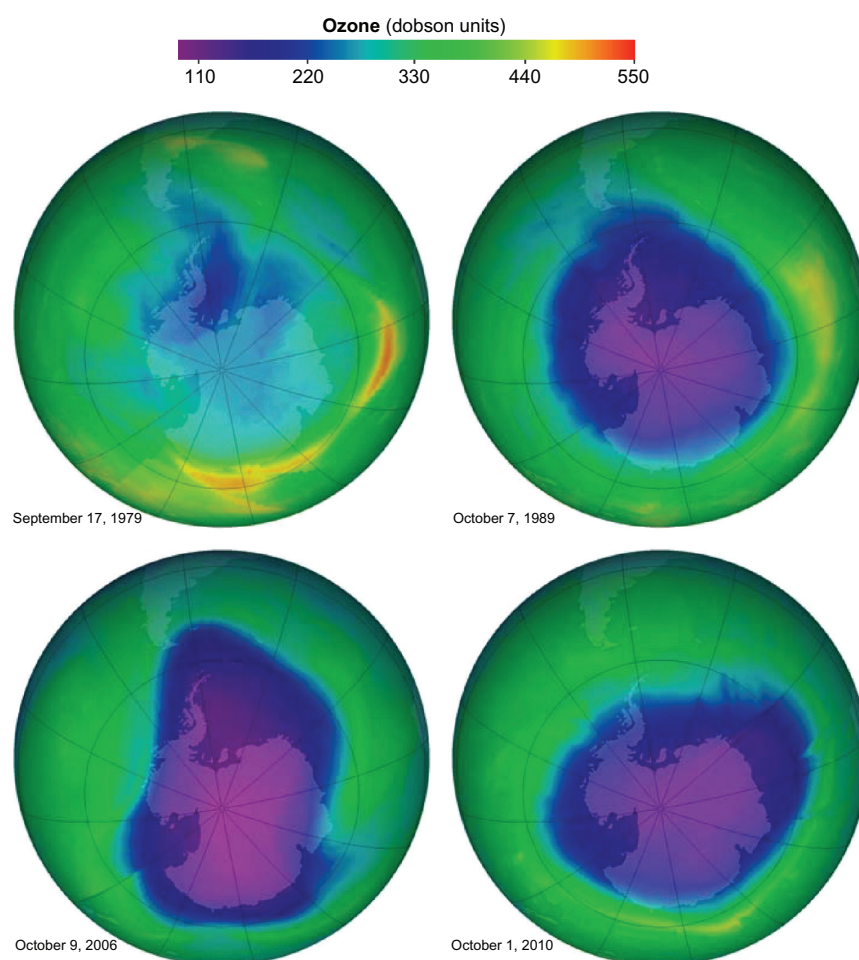 Ozone (dobson units)
110 220 330 440 550
September 17, 1979
October 7, 1989
October 9, 2006
October 1, 2010